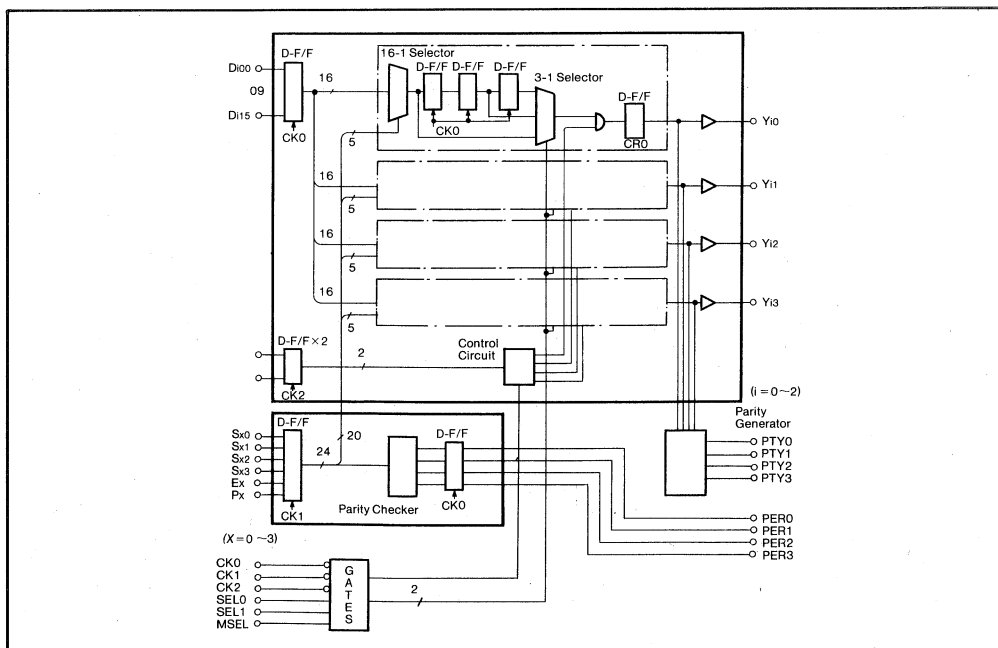 D-F/F
16-1 Selector
D-F/F
D-F/F
D-F/F
3-1 Selector
Di00
09
Di15
16
CK0
5
CK0
D-F/F
CR0
Yi0
16
5
Yi1
16
5
Yi2
16
5
Yi3
D-F/F×2
2
CK2
Control
Circuit
(i = 0~2)
Parity
Generator
PTY0
PTY1
PTY2
PTY3
D-F/F
Sx0
Sx1
Sx2
Sx3
Ex
Px
24
20
D-F/F
CK1
Parity Checker
CK0
PER0
PER1
PER2
PER3
(X = 0 ~3)
CK0
CK1
CK2
SEL0
SEL1
MSEL
GATES
2